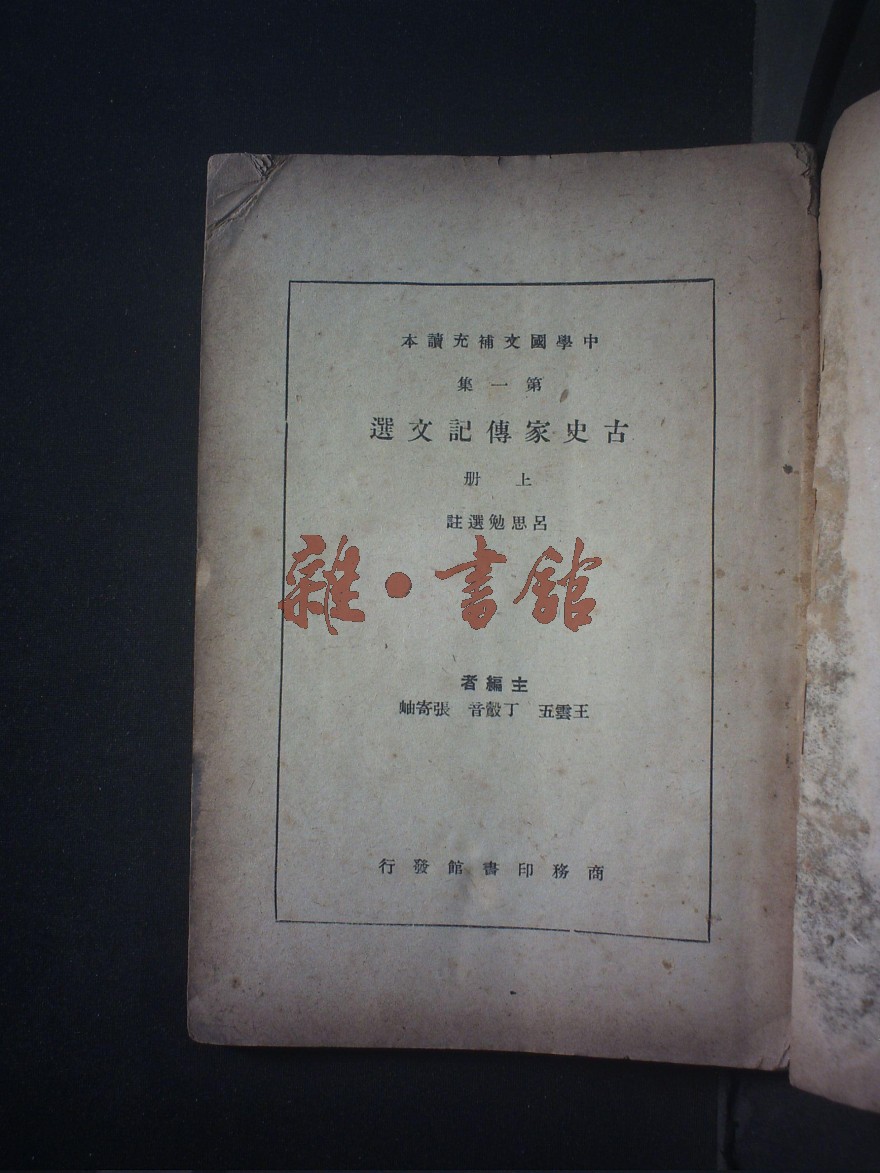 中學國文補充讀本
第一集
古史家傳記文選
上册
呂思勉選註
雜·書館
主編者
王雲五 丁㲄音 張寄岫
商務印書館發行